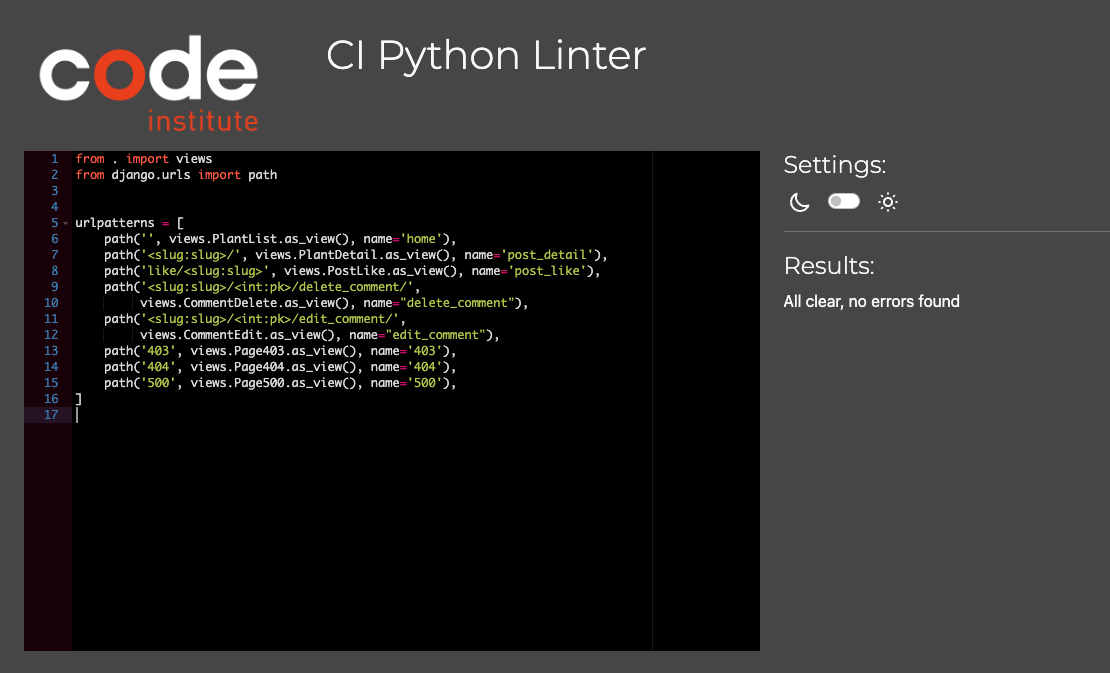 code
institute
CI Python Linter
1 from . import views
2 from django.urls import path
3
4
5 urlpatterns = [
6     path('', views.PlantList.as_view(), name='home'),
7     path('<slug:slug>/', views.PlantDetail.as_view(), name='post_detail'),
8     path('like/<slug:slug>', views.PostLike.as_view(), name='post_like'),
9     path('<slug:slug>/<int:pk>/delete_comment/',
10          views.CommentDelete.as_view(), name="delete_comment"),
11     path('<slug:slug>/<int:pk>/edit_comment/',
12          views.CommentEdit.as_view(), name="edit_comment"),
13     path('403', views.Page403.as_view(), name='403'),
14     path('404', views.Page404.as_view(), name='404'),
15     path('500', views.Page500.as_view(), name='500'),
16 ]
17
Settings:
Results:
All clear, no errors found